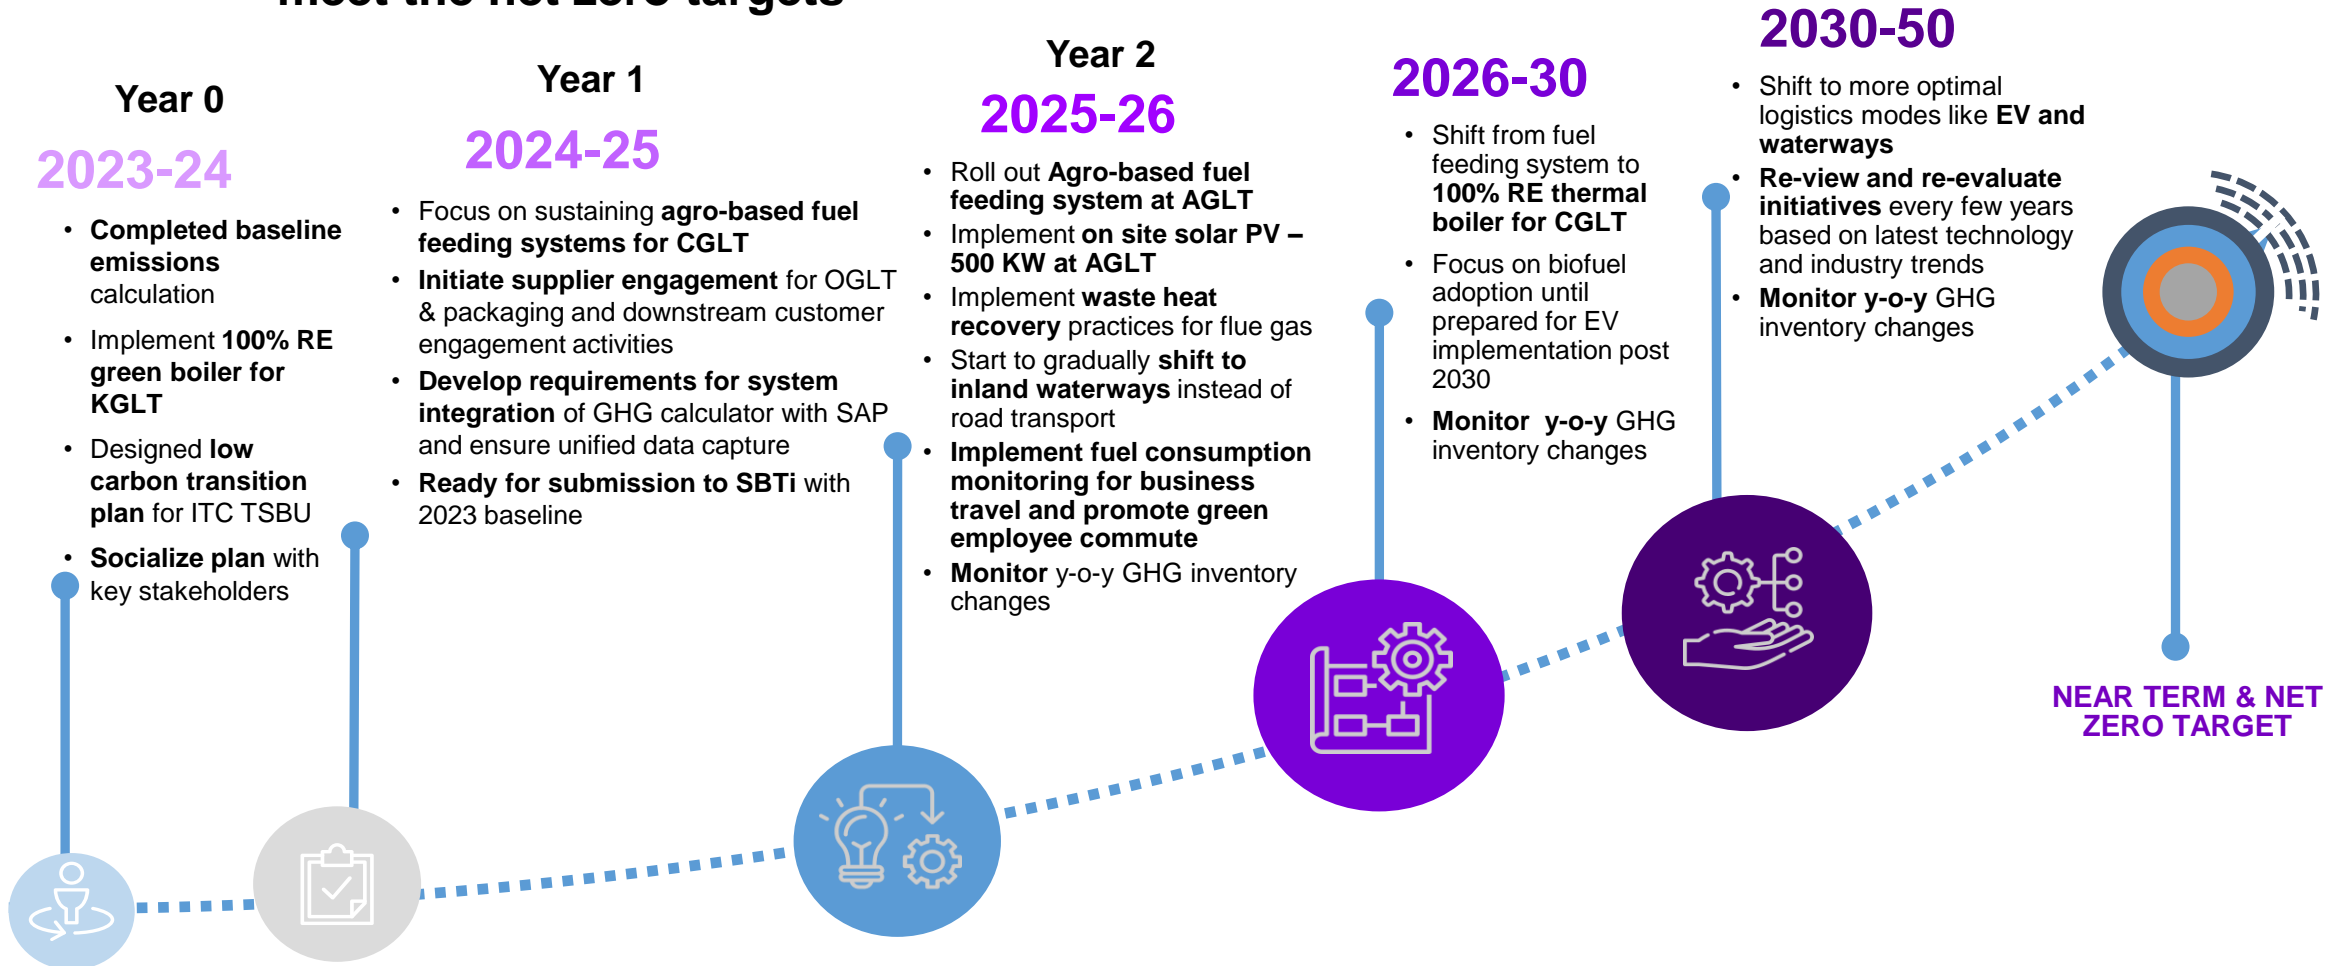 meet the net zero targets
Year 0
2023-24
• Completed baseline
emissions
calculation
• Implement 100% RE
green boiler for
KGLT
• Designed low
carbon transition
plan for ITC TSBU
• Socialize plan with
key stakeholders
Year 1
2024-25
• Focus on sustaining agro-based fuel
feeding systems for CGLT
• Initiate supplier engagement for OGLT
& packaging and downstream customer
engagement activities
• Develop requirements for system
integration of GHG calculator with SAP
and ensure unified data capture
• Ready for submission to SBTi with
2023 baseline
Year 2
2025-26
• Roll out Agro-based fuel
feeding system at AGLT
• Implement on site solar PV –
500 KW at AGLT
• Implement waste heat
recovery practices for flue gas
• Start to gradually shift to
inland waterways instead of
road transport
• Implement fuel consumption
monitoring for business
travel and promote green
employee commute
• Monitor y-o-y GHG inventory
changes
2026-30
• Shift from fuel
feeding system to
100% RE thermal
boiler for CGLT
• Focus on biofuel
adoption until
prepared for EV
implementation post
2030
• Monitor y-o-y GHG
inventory changes
2030-50
• Shift to more optimal
logistics modes like EV and
waterways
• Re-view and re-evaluate
initiatives every few years
based on latest technology
and industry trends
• Monitor y-o-y GHG
inventory changes
NEAR TERM & NET
ZERO TARGET